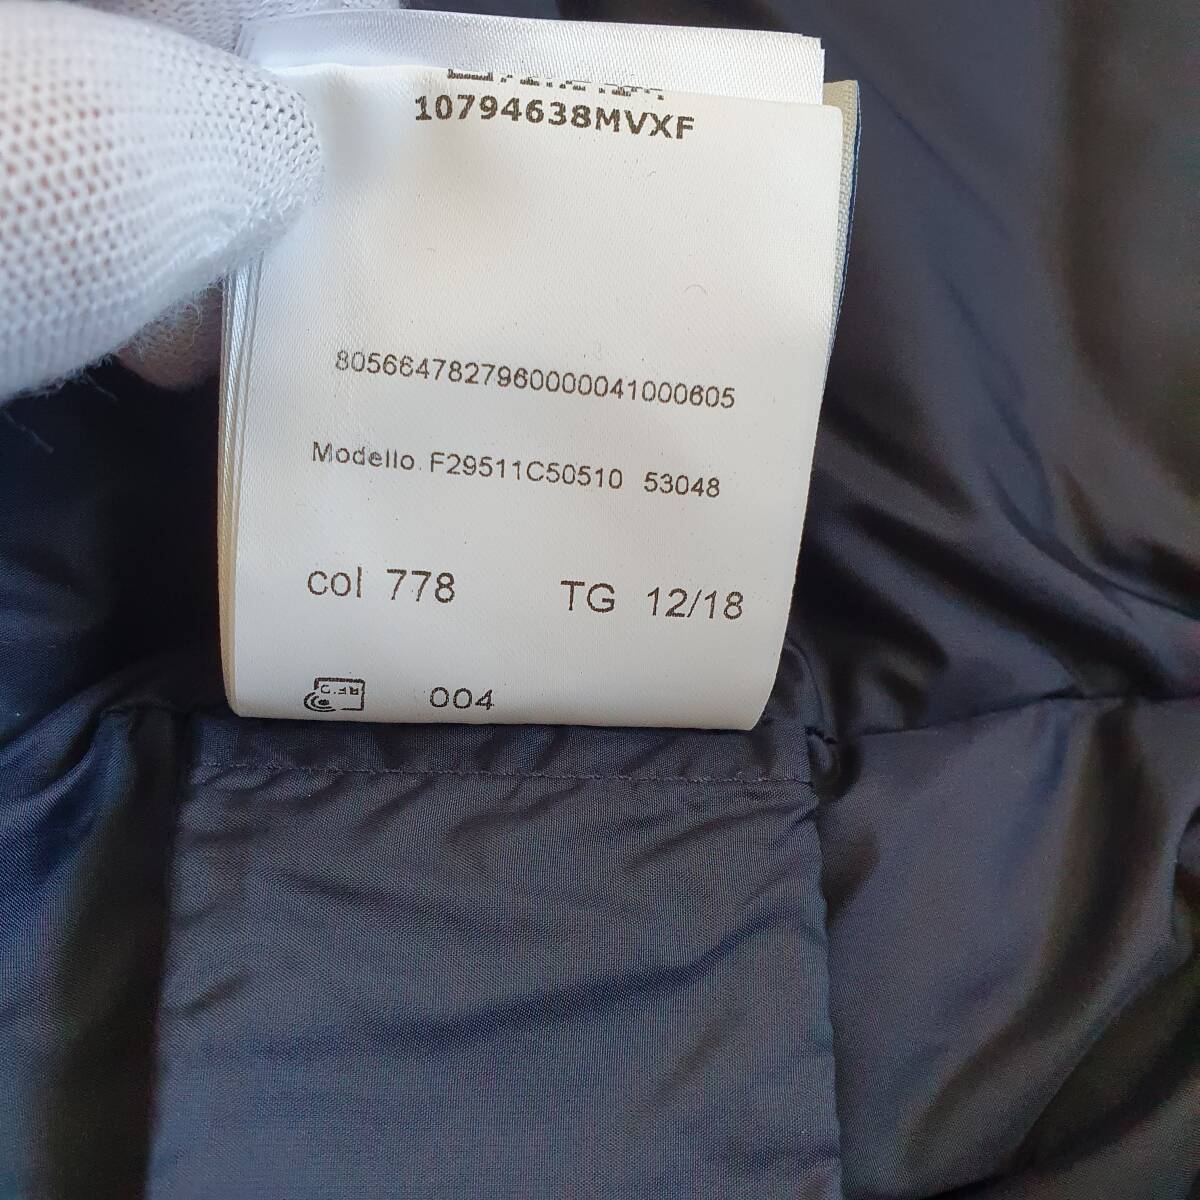 10794638MVXF
8056647827960000041000605
Modello F29511C50510 53048
col 778 TG 12/18
004